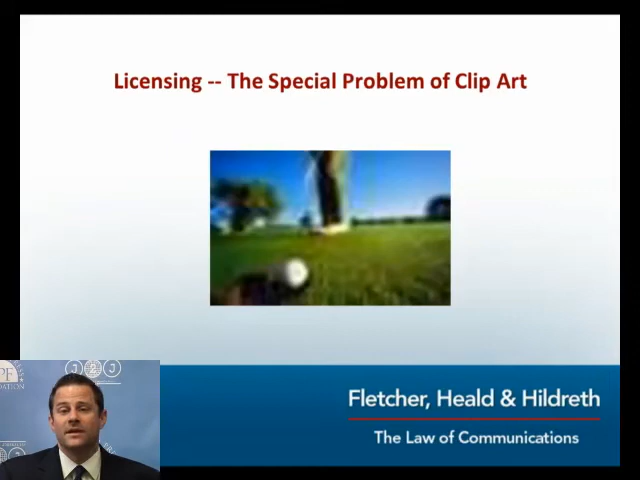 Licensing -- The Special Problem of Clip Art
Fletcher, Heald & Hildreth
The Law of Communications